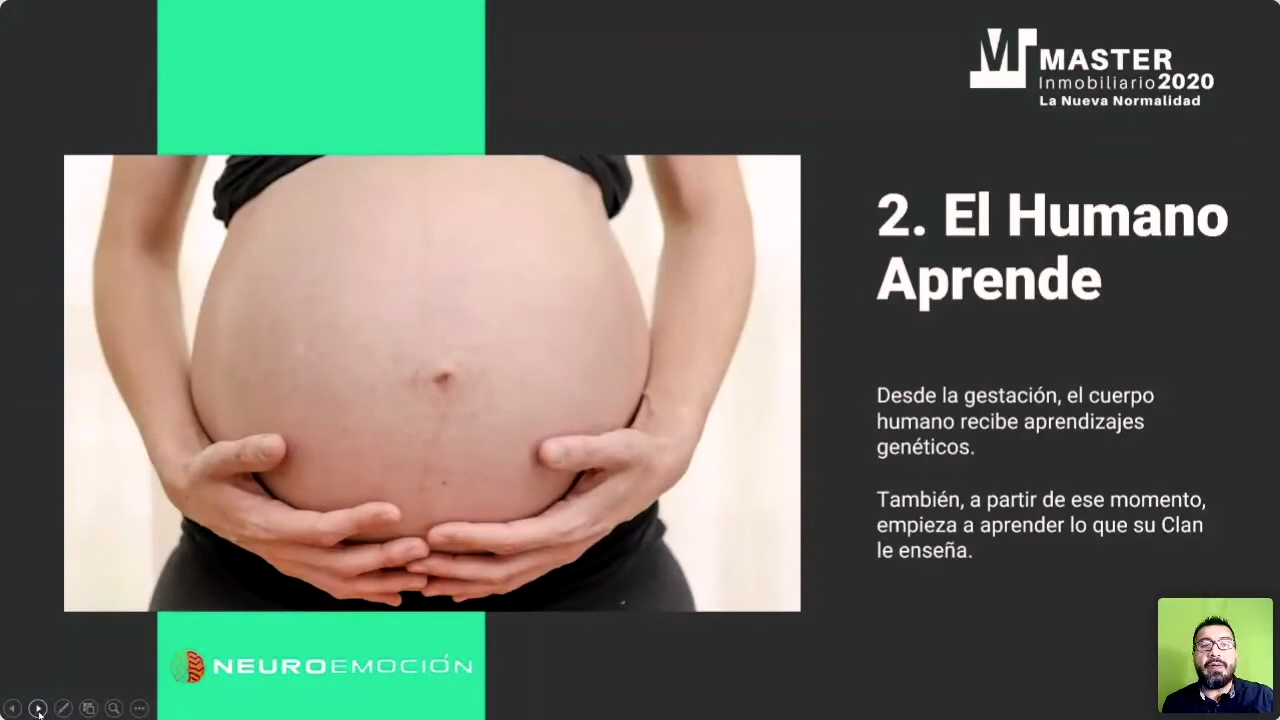 MASTER
Inmobiliario 2020
La Nueva Normalidad
2. El Humano
Aprende
Desde la gestación, el cuerpo
humano recibe aprendizajes
genéticos.
También, a partir de ese momento,
empieza a aprender lo que su Clan
le enseña.
NEUROEMOCIÓN